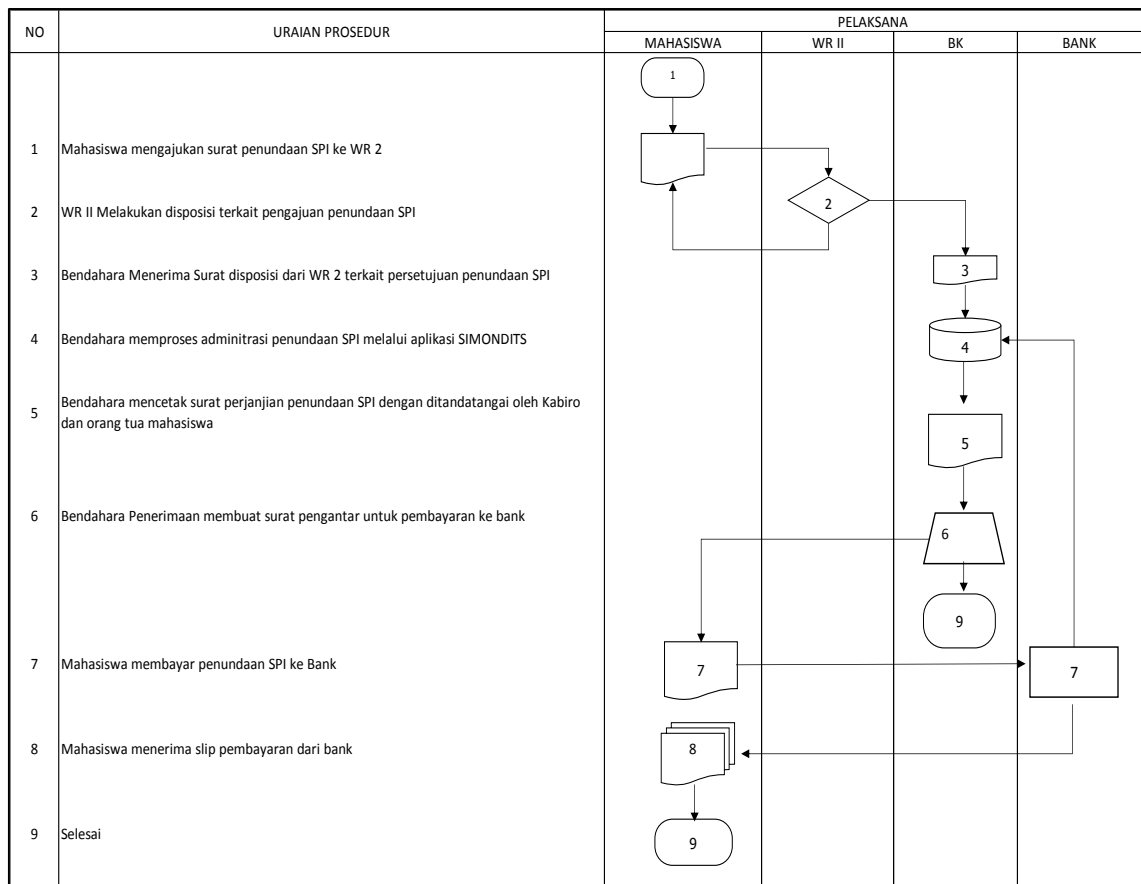 NO
URAIAN PROSEDUR
PELAKSANA
MAHASISWA
WR II
BK
BANK
1
1
Mahasiswa mengajukan surat penundaan SPI ke WR 2
2
WR II Melakukan disposisi terkait pengajuan penundaan SPI
2
3
Bendahara Menerima Surat disposisi dari WR 2 terkait persetujuan penundaan SPI
3
4
Bendahara memproses adminitrasi penundaan SPI melalui aplikasi SIMONDITS
4
5
Bendahara mencetak surat perjanjian penundaan SPI dengan ditandatangai oleh Kabiro
dan orang tua mahasiswa
5
6
Bendahara Penerimaan membuat surat pengantar untuk pembayaran ke bank
6
9
7
Mahasiswa membayar penundaan SPI ke Bank
7
7
8
Mahasiswa menerima slip pembayaran dari bank
8
9
Selesai
9